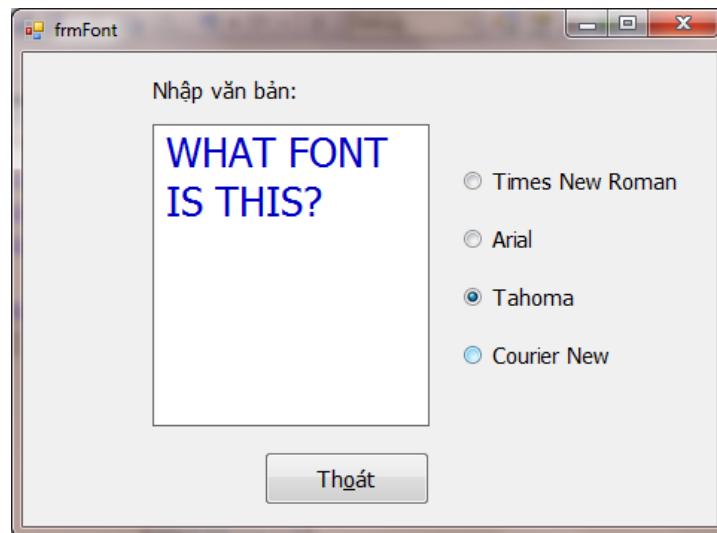 frmFont
Nhập văn bản:
WHAT FONT
IS THIS?
Times New Roman
Arial
Tahoma
Courier New
Thoát